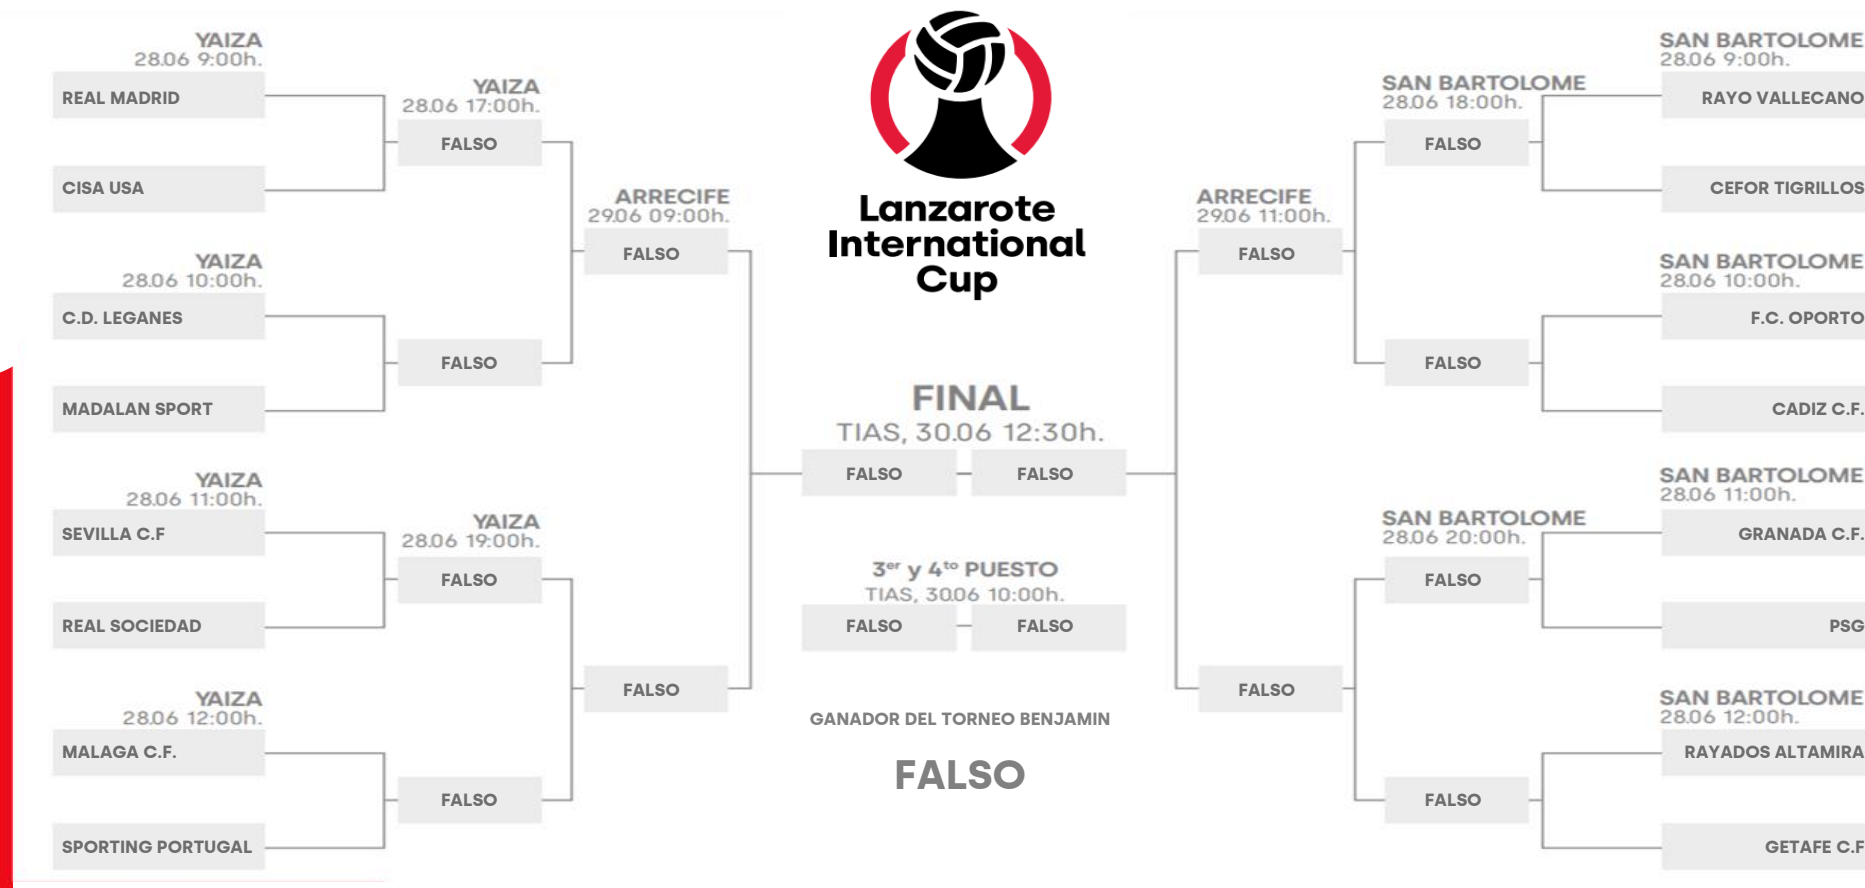 YAIZA
28.06 9:00h.
REAL MADRID
CISA USA
YAIZA
28.06 10:00h.
C.D. LEGANES
MADALAN SPORT
YAIZA
28.06 11:00h.
SEVILLA C.F
REAL SOCIEDAD
YAIZA
28.06 12:00h.
MALAGA C.F.
SPORTING PORTUGAL
YAIZA
28.06 17:00h.
FALSO
FALSO
YAIZA
28.06 19:00h.
FALSO
FALSO
ARRECIFE
29.06 09:00h.
FALSO
FALSO
Lanzarote
International
Cup
FINAL
TIAS, 30.06 12:30h.
FALSO FALSO
3er y 4to PUESTO
TIAS, 30.06 10:00h.
FALSO FALSO
GANADOR DEL TORNEO BENJAMIN
FALSO
ARRECIFE
29.06 11:00h.
FALSO
FALSO
SAN BARTOLOME
28.06 18:00h.
FALSO
FALSO
SAN BARTOLOME
28.06 20:00h.
FALSO
FALSO
SAN BARTOLOME
28.06 9:00h.
RAYO VALLECANO
CEFOR TIGRILLOS
SAN BARTOLOME
28.06 10:00h.
F.C. OPORTO
CADIZ C.F.
SAN BARTOLOME
28.06 11:00h.
GRANADA C.F.
PSG
SAN BARTOLOME
28.06 12:00h.
RAYADOS ALTAMIRA
GETAFE C.F